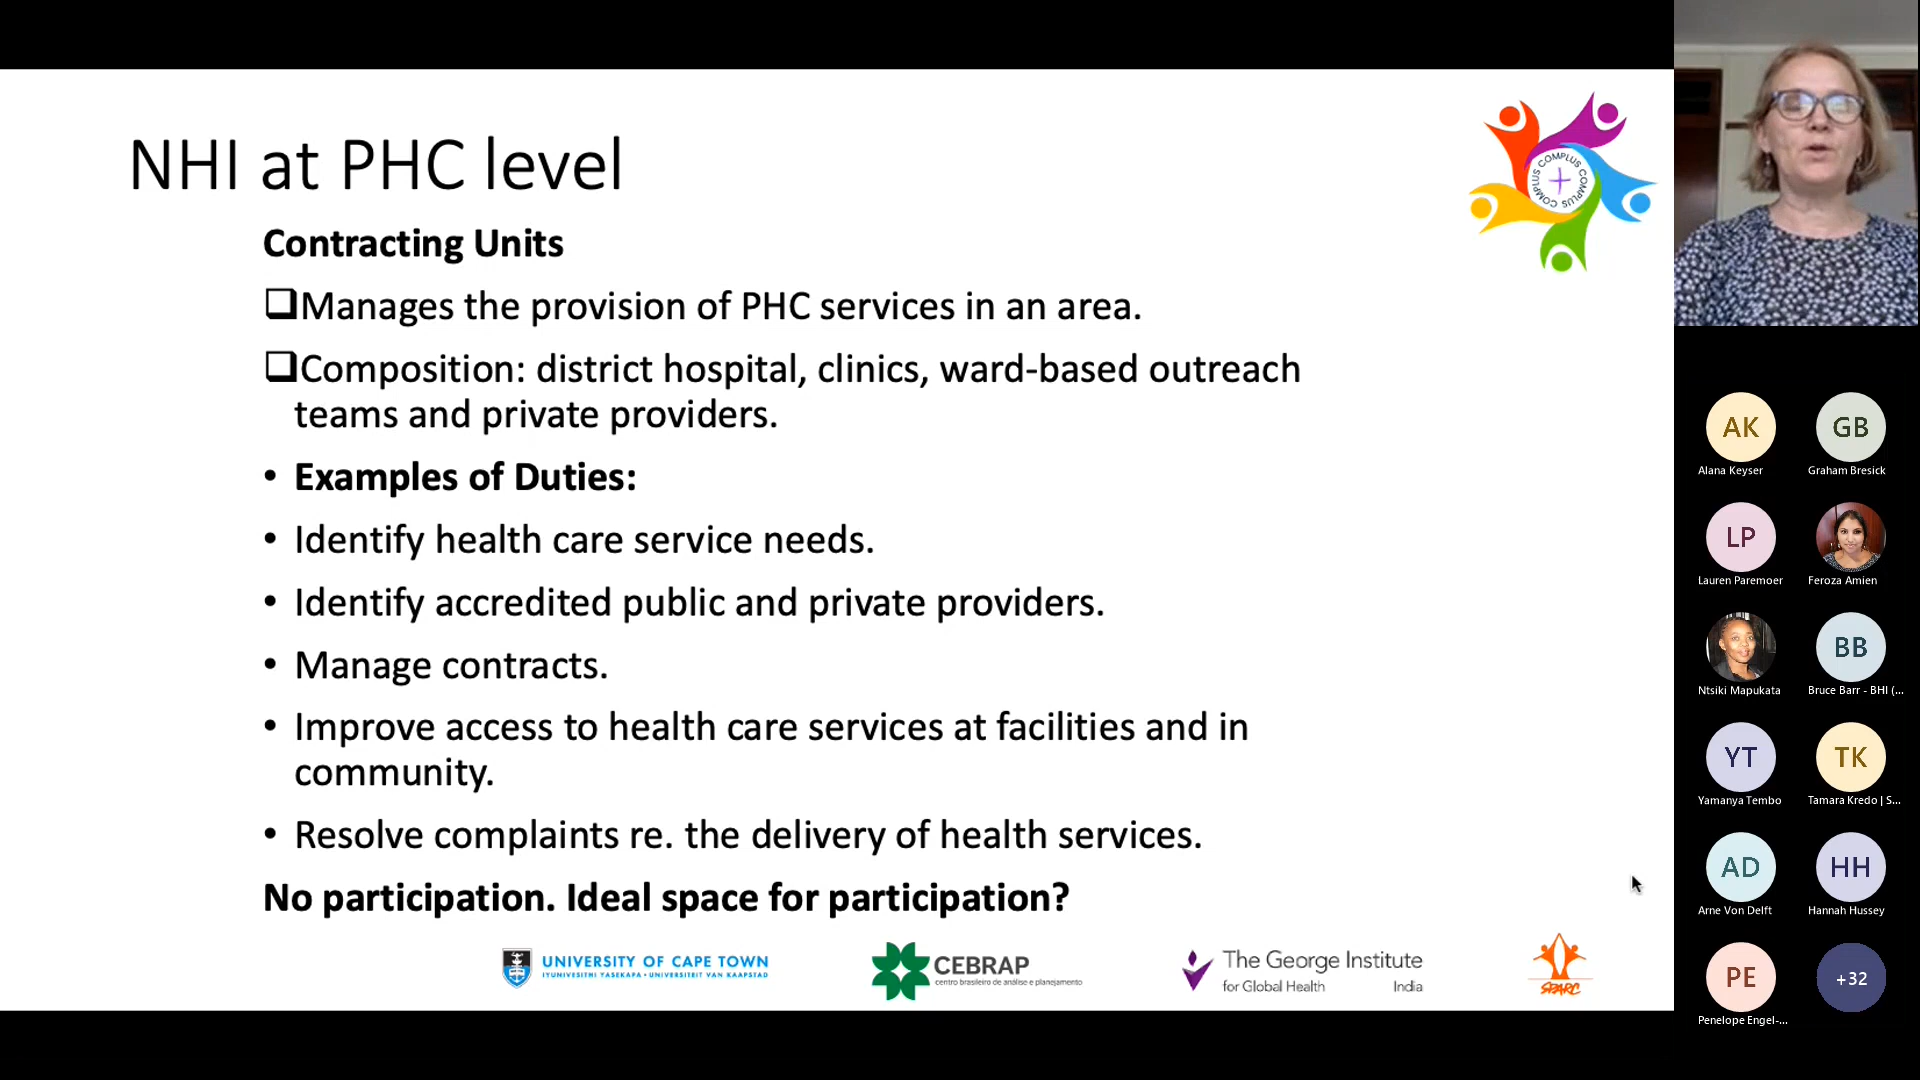 NHI at PHC level
Contracting Units
Manages the provision of PHC services in an area.
Composition: district hospital, clinics, ward-based outreach
teams and private providers.
• Examples of Duties:
• Identify health care service needs.
• Identify accredited public and private providers.
• Manage contracts.
• Improve access to health care services at facilities and in
community.
• Resolve complaints re. the delivery of health services.
No participation. Ideal space for participation?
COMPLUS COMPLUS COMPLUS
UNIVERSITY OF CAPE TOWN
IYUNIVESITHI YASEKAPA • UNIVERSITEIT VAN KAAPSTAD
CEBRAP
centro brasileiro de análise e planejamento
The George Institute
for Global Health India
SPARC
AK
Alana Keyser
GB
Graham Bresick
LP
Lauren Paremoer
Feroza Amien
Ntsiki Mapukata
BB
Bruce Barr - BHI (...
YT
Yamanya Tembo
TK
Tamara Kredo | S...
AD
Arne Von Delft
HH
Hannah Hussey
PE
Penelope Engel-...
+32